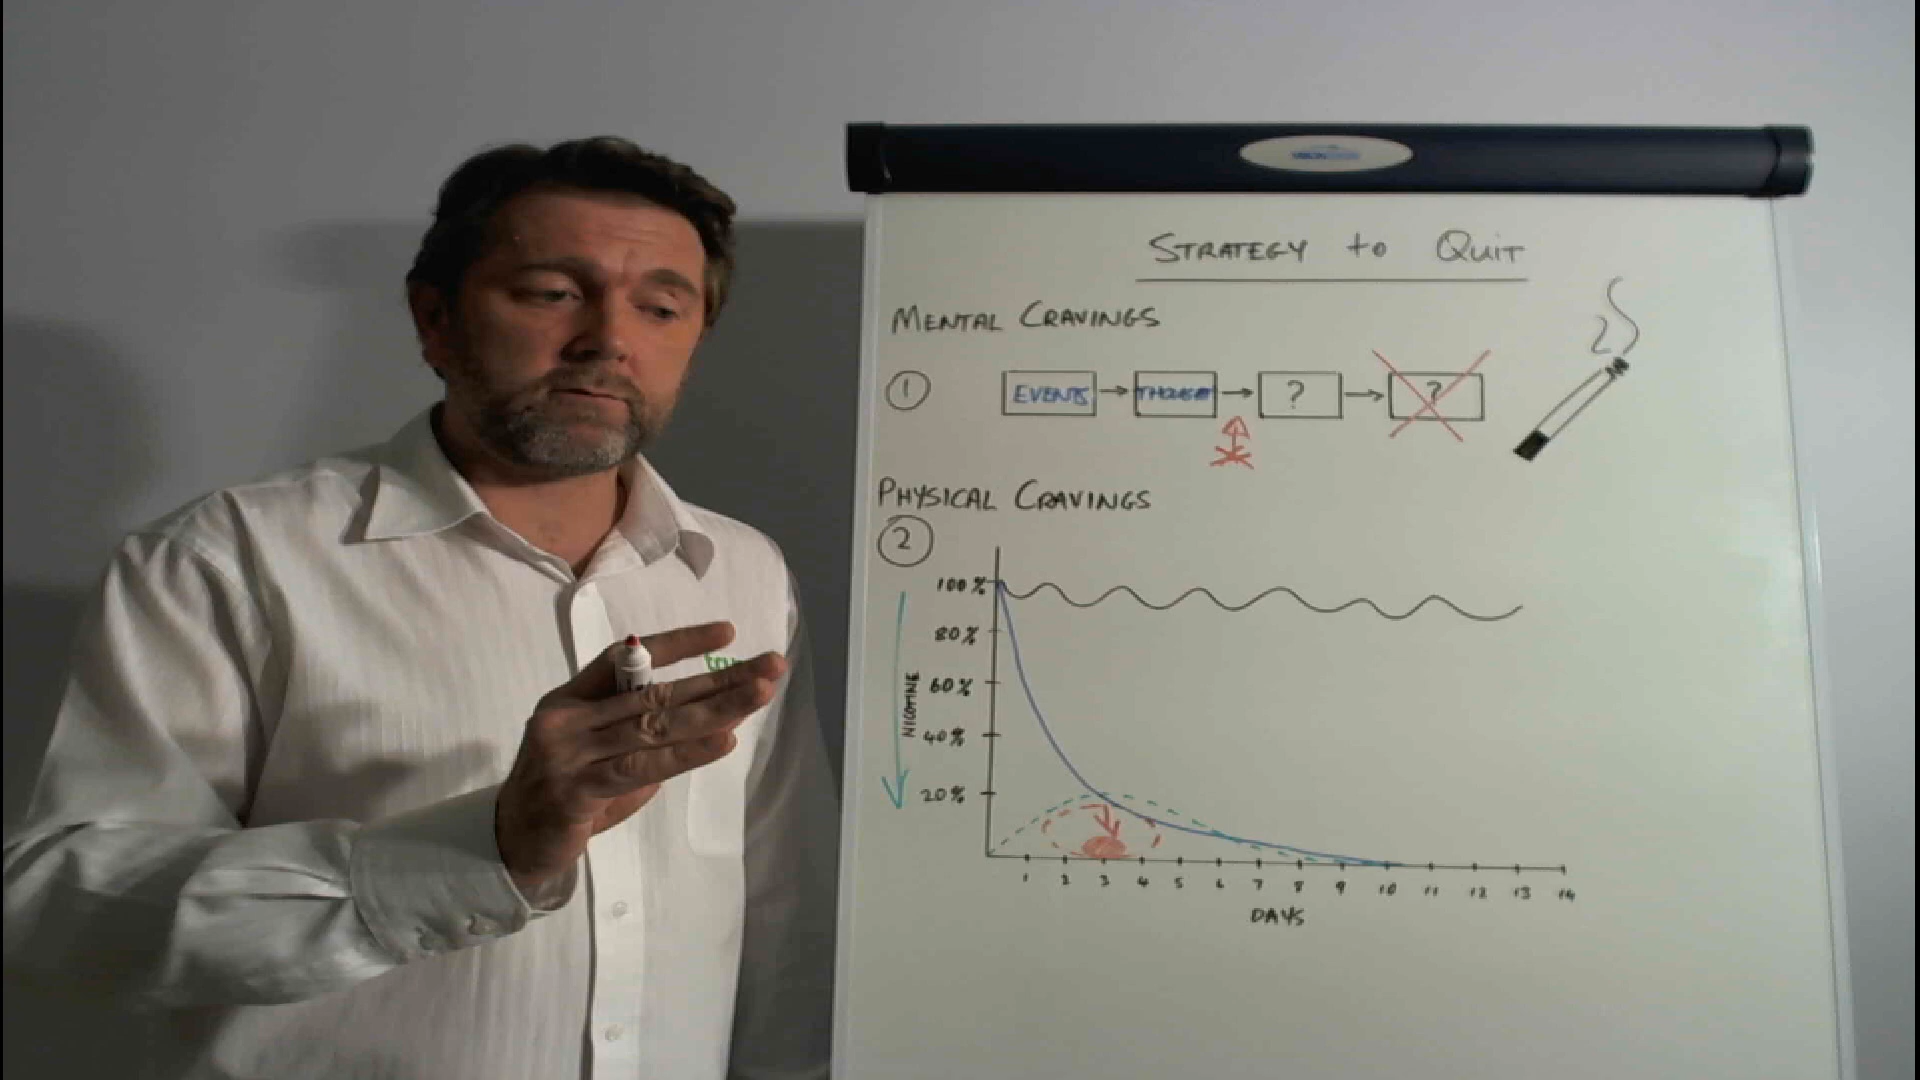 STRATEGY to QUIT
MENTAL CRAVINGS
1
EVENTS → → ? → ?
PHYSICAL CRAVINGS
2
100%
80%
60%
40%
20%
NICOTINE
1 2 3 4 5 6 7 8 9 10 11 12 13 14
DAYS